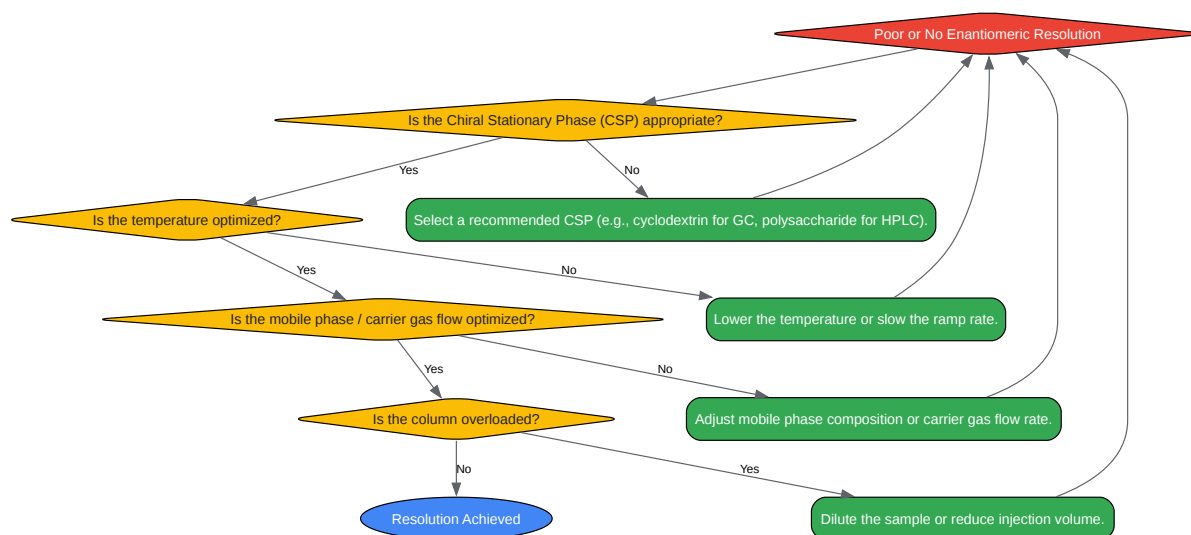 Poor or No Enantiomeric Resolution
Is the Chiral Stationary Phase (CSP) appropriate?
Yes
No
Is the temperature optimized?
Select a recommended CSP (e.g., cyclodextrin for GC, polysaccharide for HPLC).
Yes
No
Is the mobile phase / carrier gas flow optimized?
Lower the temperature or slow the ramp rate.
Yes
No
Is the column overloaded?
Adjust mobile phase composition or carrier gas flow rate.
No
Yes
Resolution Achieved
Dilute the sample or reduce injection volume.